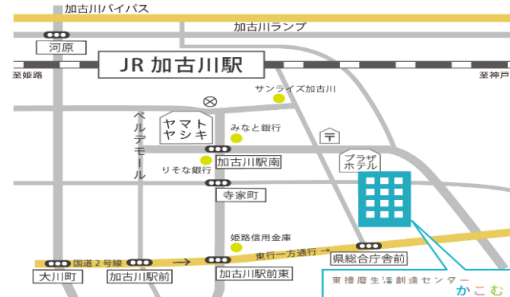 加古川バイパス
加古川ランプ
河原
JR 加古川駅
至姫路
至神戸
サンライズ加古川
ベルデモール
ヤマト
ヤシキ
みなと銀行
〒
加古川駅南
プラザ
ホテル
りそな銀行
寺家町
姫路信用金庫
東行一方通行→
国道2号線
→
県総合庁舎前
大川町
加古川駅前
加古川駅前東
東播磨生活創造センター
かこむ